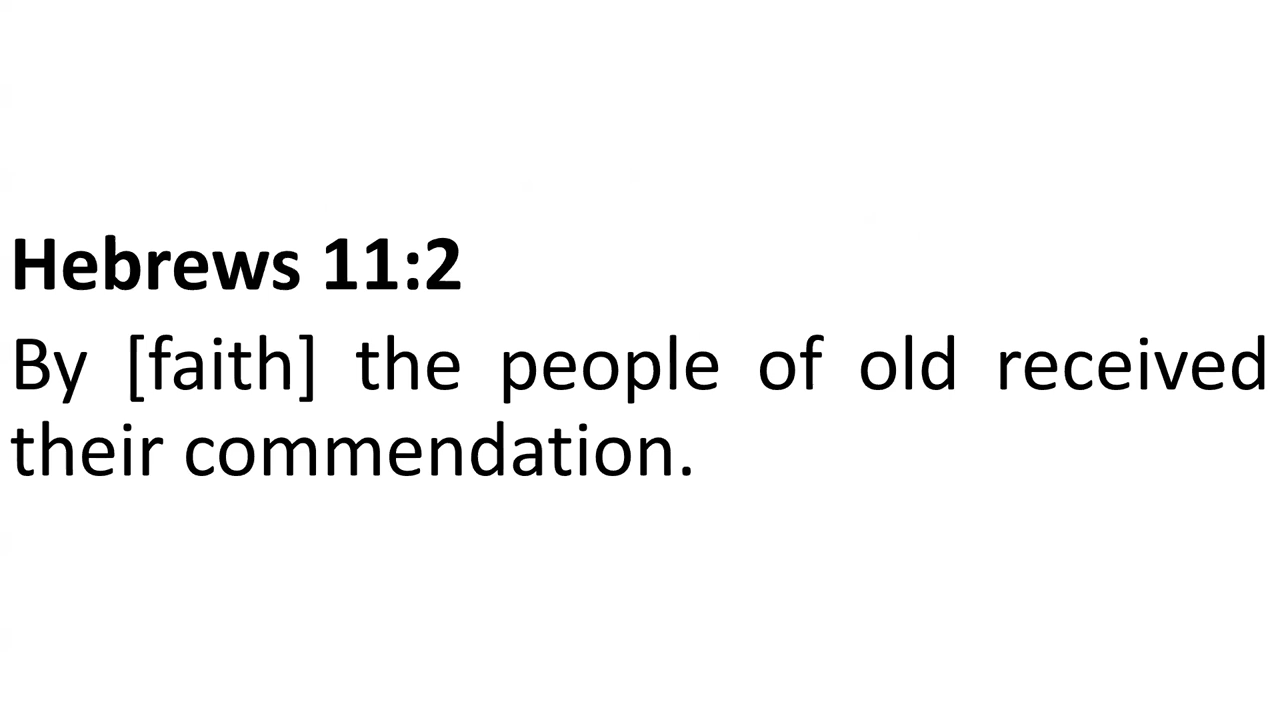 Hebrews 11:2
By [faith] the people of old received
their commendation.